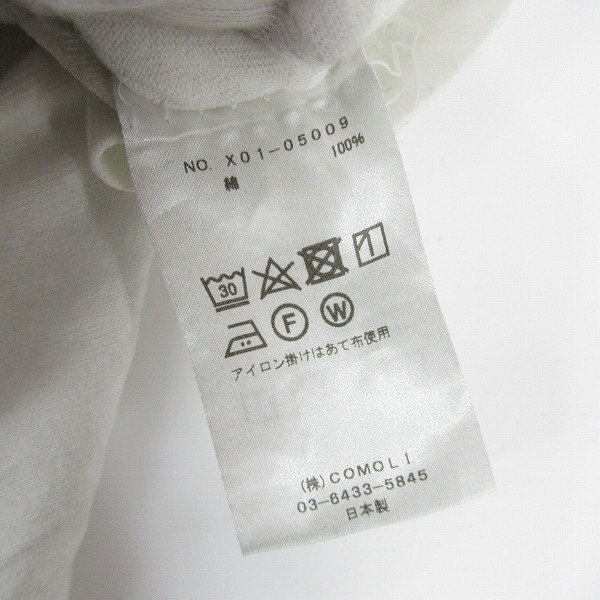 NO. X01-05009
綿 100%
30
F W
アイロン掛けはあて布使用
(株)COMOLI
03-6433-5845
日本製